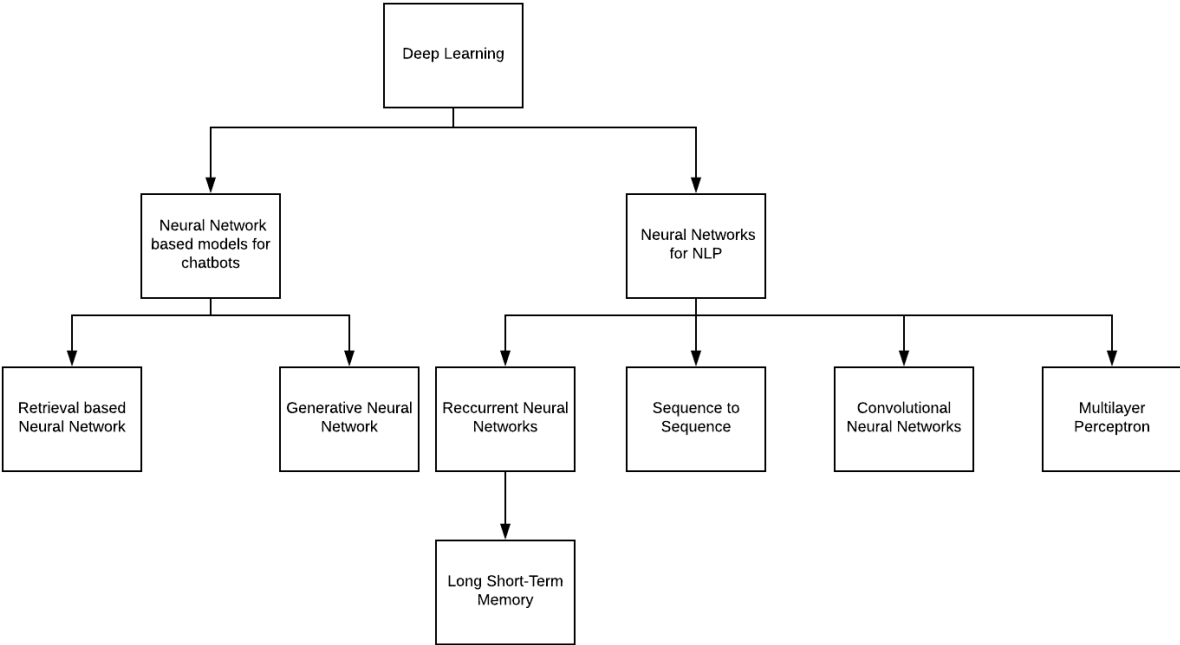 Deep Learning
Neural Network
based models for
chatbots
Neural Networks
for NLP
Retrieval based
Neural Network
Generative Neural
Network
Reccurrent Neural
Networks
Sequence to
Sequence
Convolutional
Neural Networks
Multilayer
Perceptron
Long Short-Term
Memory